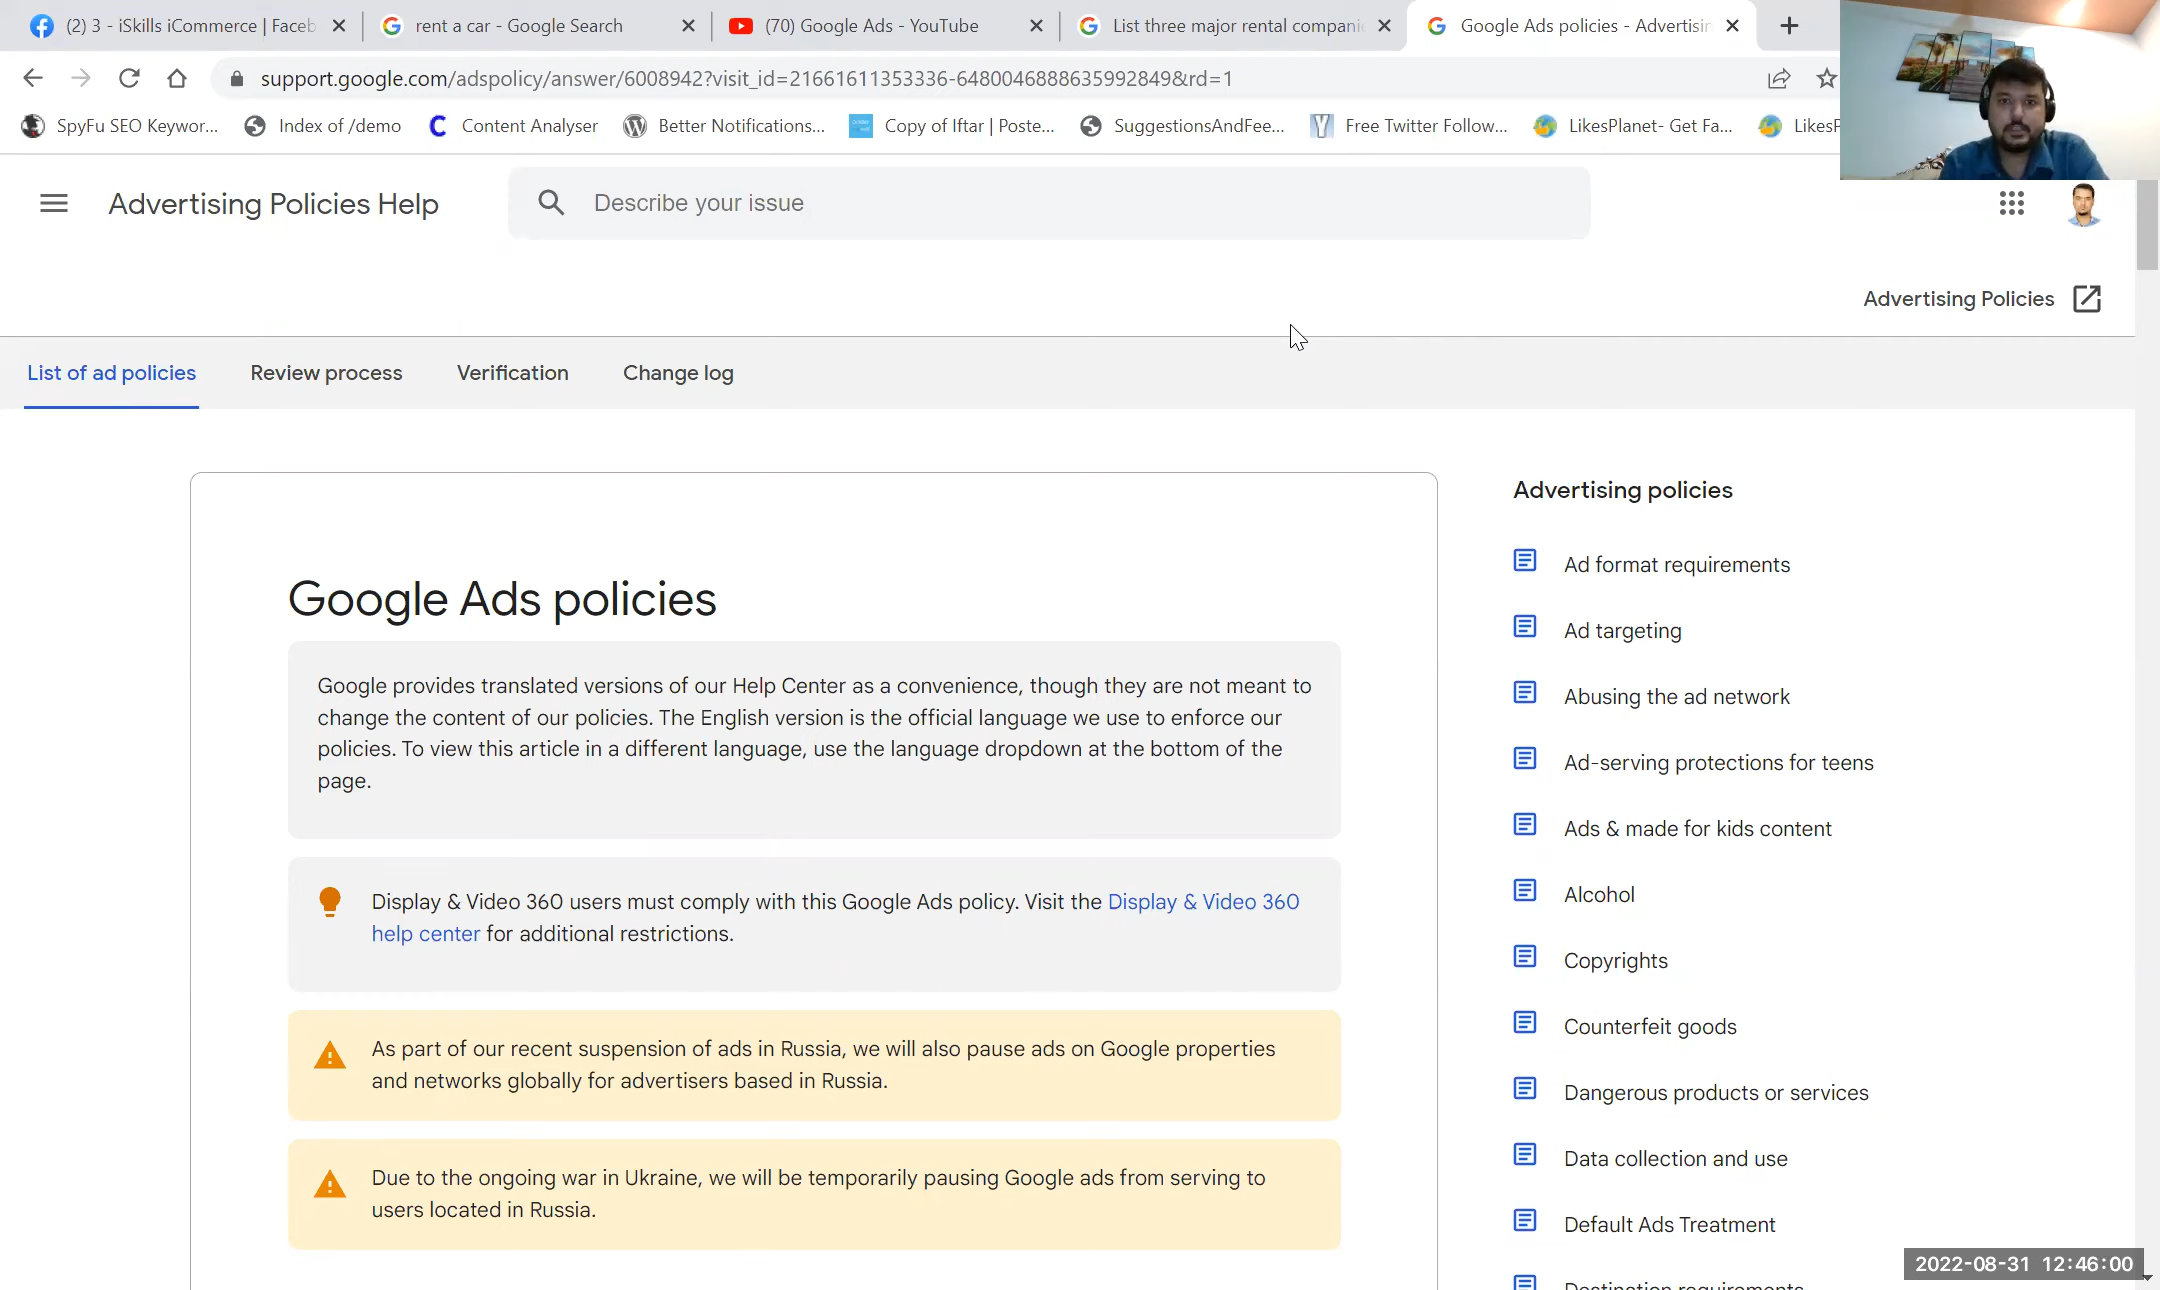 (2) 3 - iSkills iCommerce | Faceb
rent a car - Google Search
(70) Google Ads - YouTube
List three major rental compani
Google Ads policies - Advertisin
support.google.com/adspolicy/answer/6008942?visit_id=21661611353336-6480046888635992849&rd=1
SpyFu SEO Keywor...
Index of /demo
Content Analyser
Better Notifications...
Copy of Iftar | Poste...
SuggestionsAndFee...
Free Twitter Follow...
LikesPlanet- Get Fa...
LikesP
Advertising Policies Help
Describe your issue
Advertising Policies
List of ad policies
Review process
Verification
Change log
Google Ads policies
Google provides translated versions of our Help Center as a convenience, though they are not meant to
change the content of our policies. The English version is the official language we use to enforce our
policies. To view this article in a different language, use the language dropdown at the bottom of the
page.
Display & Video 360 users must comply with this Google Ads policy. Visit the Display & Video 360
help center for additional restrictions.
As part of our recent suspension of ads in Russia, we will also pause ads on Google properties
and networks globally for advertisers based in Russia.
Due to the ongoing war in Ukraine, we will be temporarily pausing Google ads from serving to
users located in Russia.
Advertising policies
Ad format requirements
Ad targeting
Abusing the ad network
Ad-serving protections for teens
Ads & made for kids content
Alcohol
Copyrights
Counterfeit goods
Dangerous products or services
Data collection and use
Default Ads Treatment
Destination requirements
2022-08-31 12:46:00